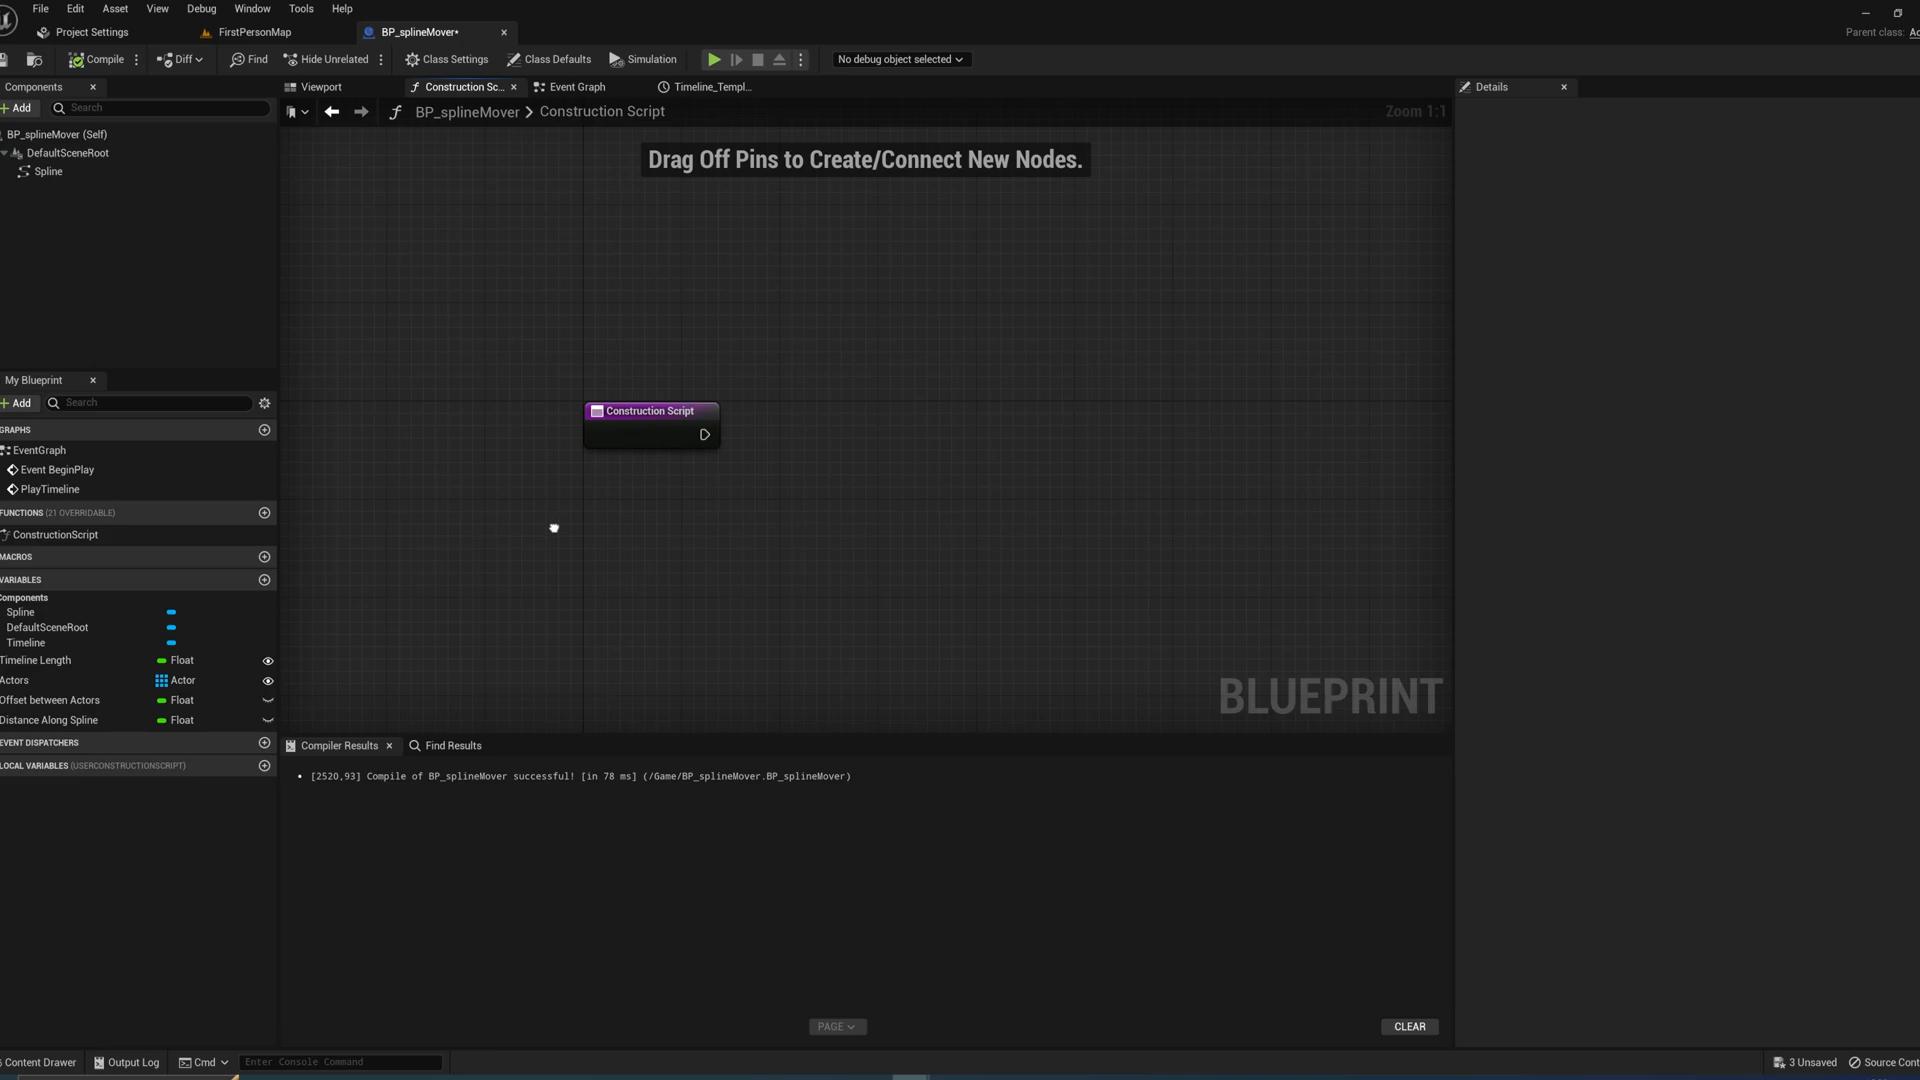 File Edit Asset View Debug Window Tools Help
Project Settings FirstPersonMap BP_splineMover*
Parent class: Ac
Compile Diff Find Hide Unrelated Class Settings Class Defaults Simulation No debug object selected
Components Viewport Construction Sc... Event Graph Timeline_Templ... Details
Add Search
BP_splineMover > Construction Script Zoom 1:1
BP_splineMover (Self)
DefaultSceneRoot
Spline
Drag Off Pins to Create/Connect New Nodes.
Construction Script
BLUEPRINT
My Blueprint
Add Search
GRAPHS
EventGraph
Event BeginPlay
PlayTimeline
FUNCTIONS (21 OVERRIDABLE)
ConstructionScript
MACROS
VARIABLES
Components
Spline
DefaultSceneRoot
Timeline
Timeline Length Float
Actors Actor
Offset between Actors Float
Distance Along Spline Float
EVENT DISPATCHERS
LOCAL VARIABLES (USERCONSTRUCTIONSCRIPT)
Compiler Results Find Results
[2520,93] Compile of BP_splineMover successful! [in 78 ms] (/Game/BP_splineMover.BP_splineMover)
PAGE CLEAR
Content Drawer Output Log Cmd Enter Console Command 3 Unsaved Source Cont